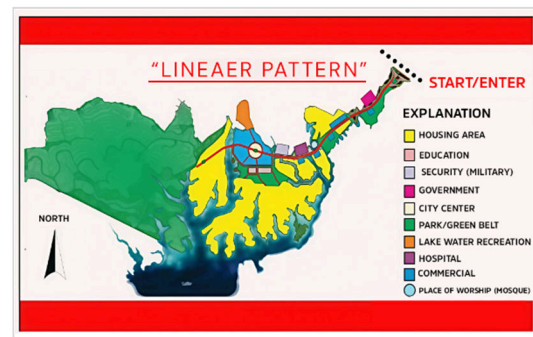 “LINEAER PATTERN”
START/ENTER
EXPLANATION
HOUSING AREA
EDUCATION
SECURITY (MILITARY)
GOVERNMENT
CITY CENTER
PARK/GREEN BELT
LAKE WATER RECREATION
HOSPITAL
COMMERCIAL
PLACE OF WORSHIP (MOSQUE)
NORTH